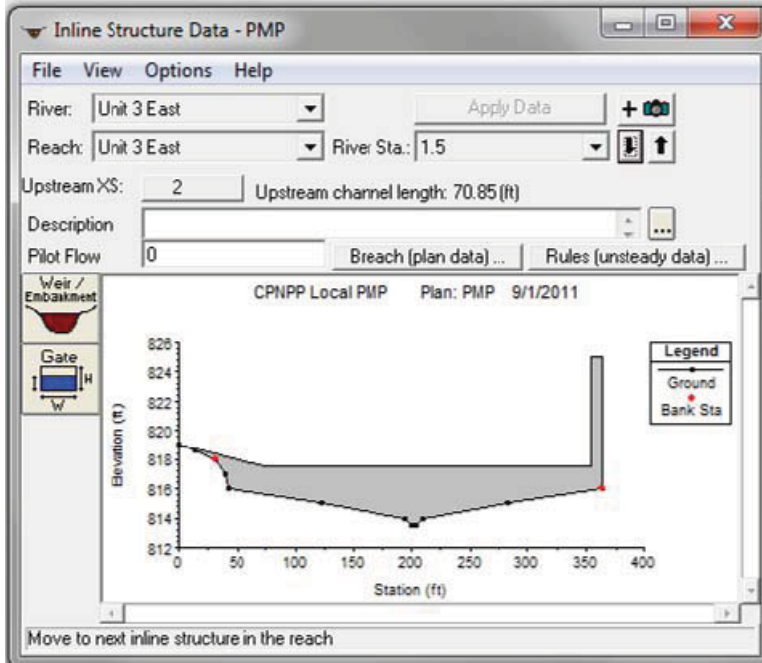 Inline Structure Data - PMP
File View Options Help
River: Unit 3 East Apply Data
Reach: Unit 3 East River Sta.: 1.5
Upstream XS: 2 Upstream channel length: 70.85 (ft)
Description ...
Pilot Flow 0 Breach (plan data) ... Rules (unsteady data) ...
Weir /
Embankment
Gate
H
W
CPNPP Local PMP Plan: PMP 9/1/2011
Elevation (ft)
826
824
822
820
818
816
814
812
0 50 100 150 200 250 300 350 400
Station (ft)
Legend
Ground
Bank Sta
Move to next inline structure in the reach